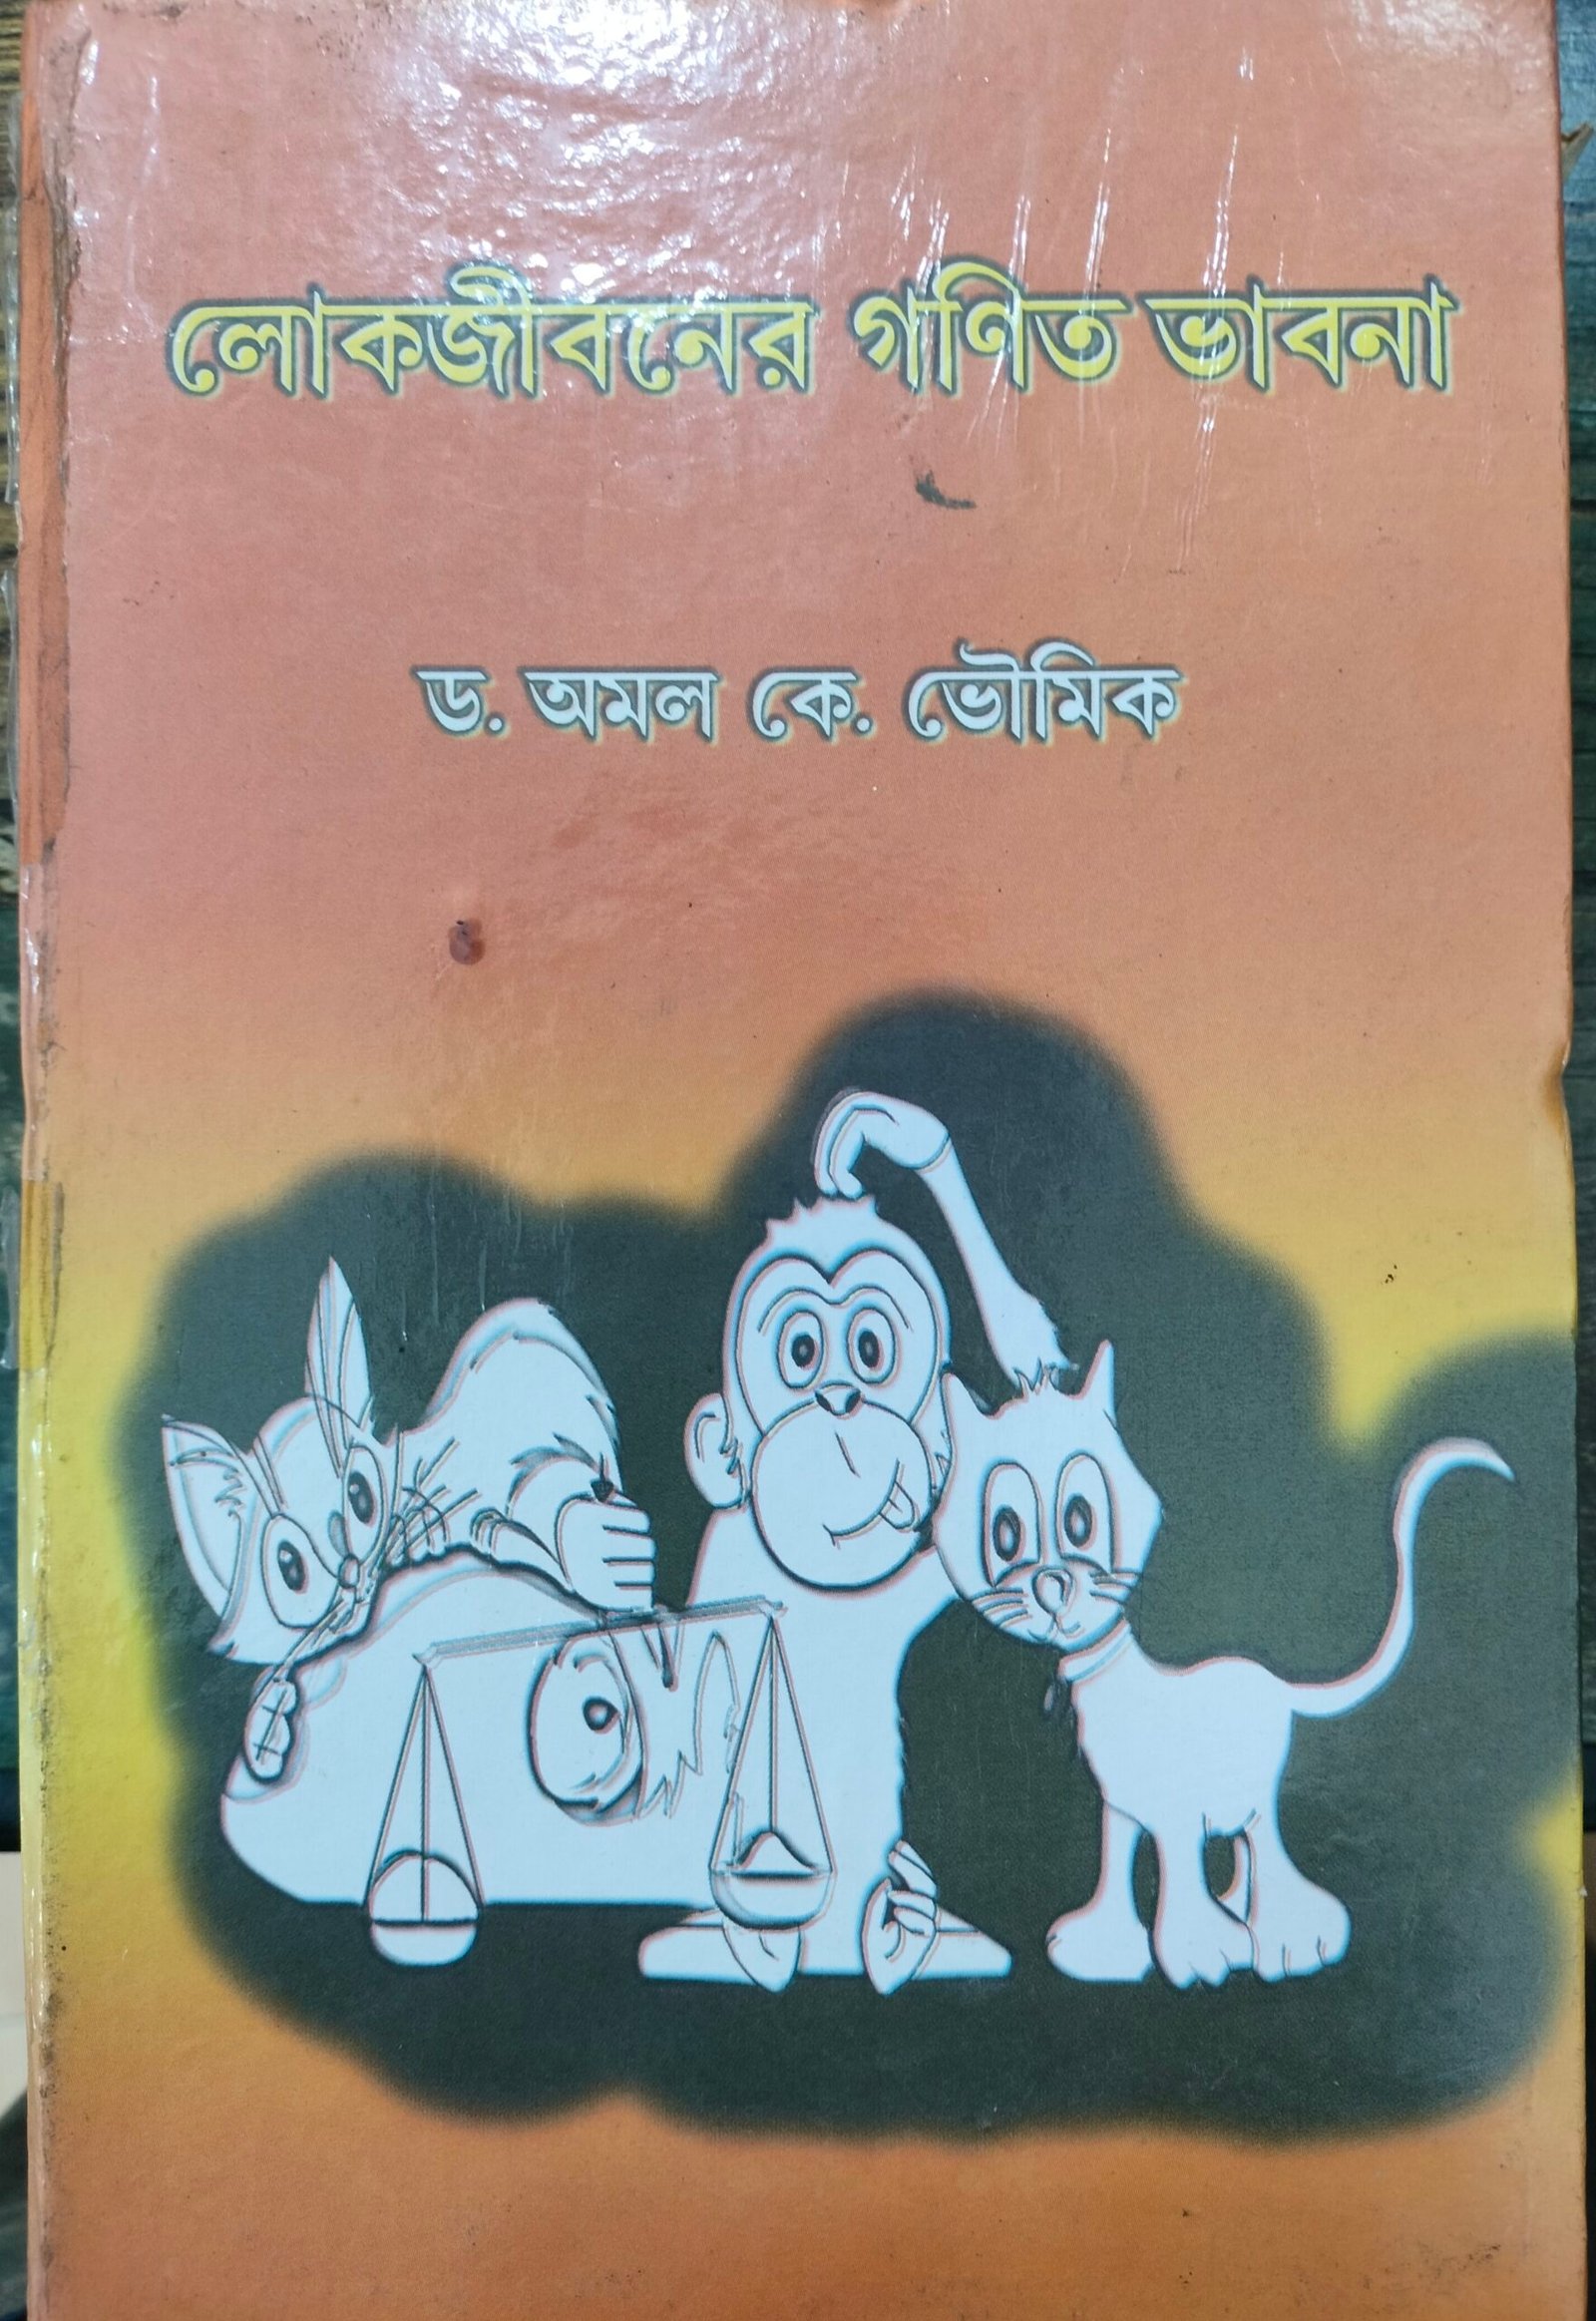 লোকজীবনের গণিত ভাবনা
ড. অমল কে. ভৌমিক